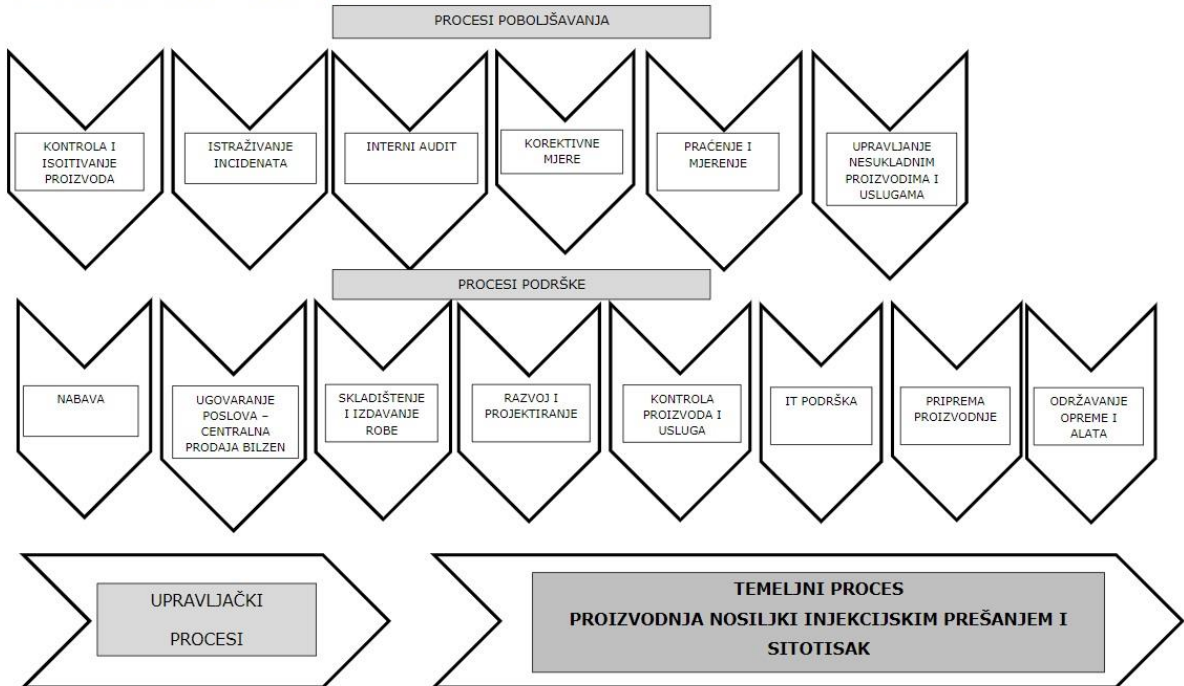 PROCESI POBOLJŠAVANJA
KONTROLA I
ISOITIVANJE
PROIZVODA
ISTRAŽIVANJE
INCIDENATA
INTERNI AUDIT
KOREKTIVNE
MJERE
PRAĆENJE I
MJERENJE
UPRAVLJANJE
NESUKLADNIM
PROIZVODIMA I
USLUGAMA
PROCESI PODRŠKE
NABAVA
UGOVARANJE
POSLOVA –
CENTRALNA
PRODAJA BILZEN
SKLADIŠTENJE
I IZDAVANJE
ROBE
RAZVOJ I
PROJEKTIRANJE
KONTROLA
PROIZVODA I
USLUGA
IT PODRŠKA
PRIPREMA
PROIZVODNJE
ODRŽAVANJE
OPREME I
ALATA
UPRAVLJAČKI
PROCESI
TEMELJNI PROCES
PROIZVODNJA NOSILJKI INJEKCIJSKIM PREŠANJEM I
SITOTISAK